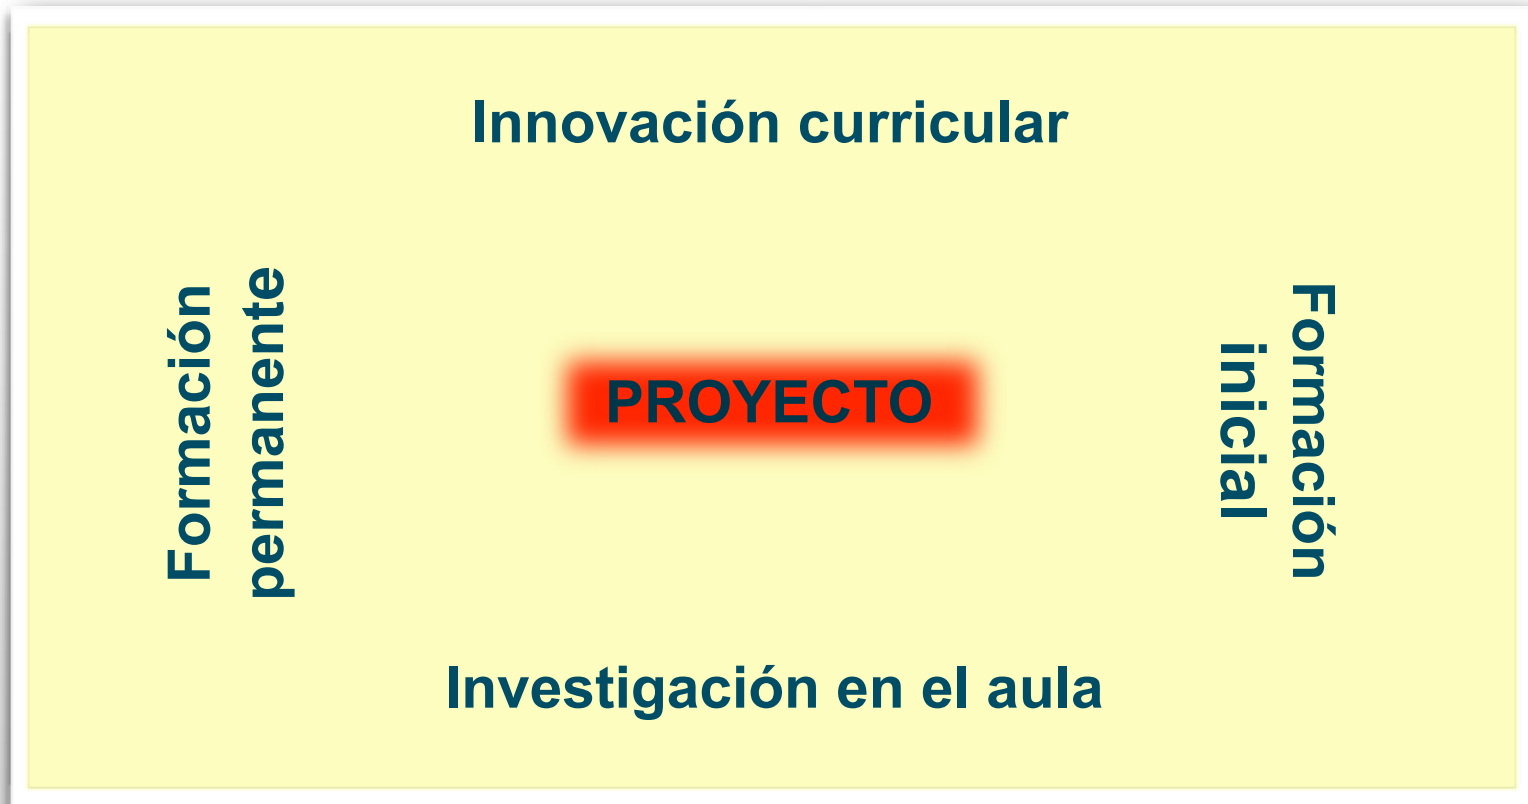 Innovación curricular
Formación
permanente
PROYECTO
Formación
inicial
Investigación en el aula